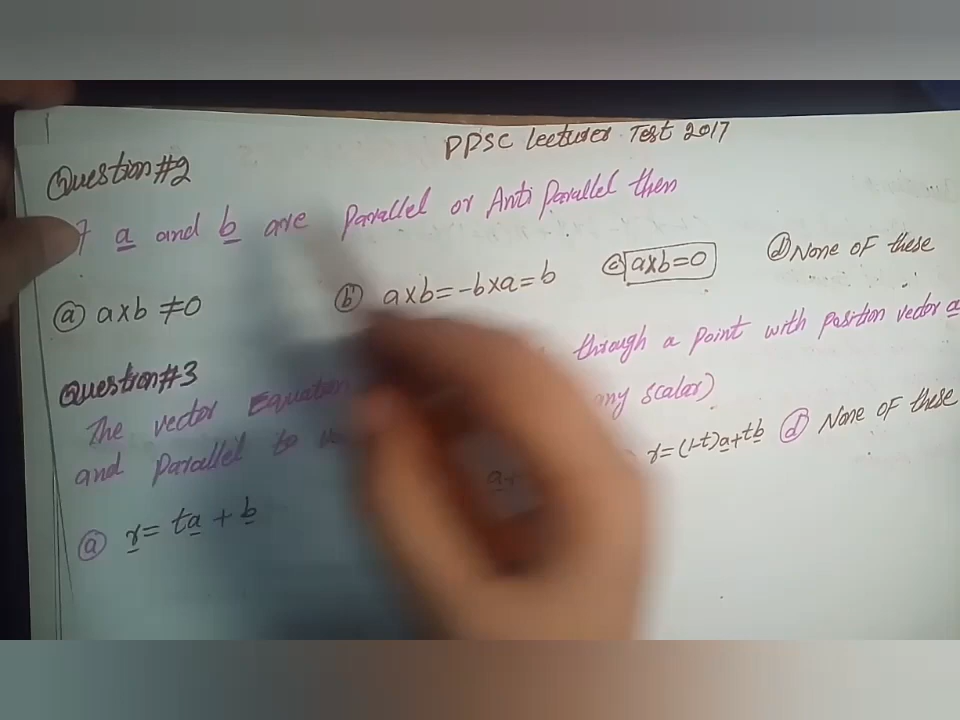 PPSC Lecturer Test 2017
Question#2
a and b are Parallel or Anti Parallel then
(a) a×b ≠0 (b) a×b=-b×a=b (c) a×b=0 (d) None OF these
Question#3
The vector Equation through a Point with Position vector a
and Parallel to any scalar)
(a) r= ta + b a+ r=(1-t)a+tb (d) None OF these